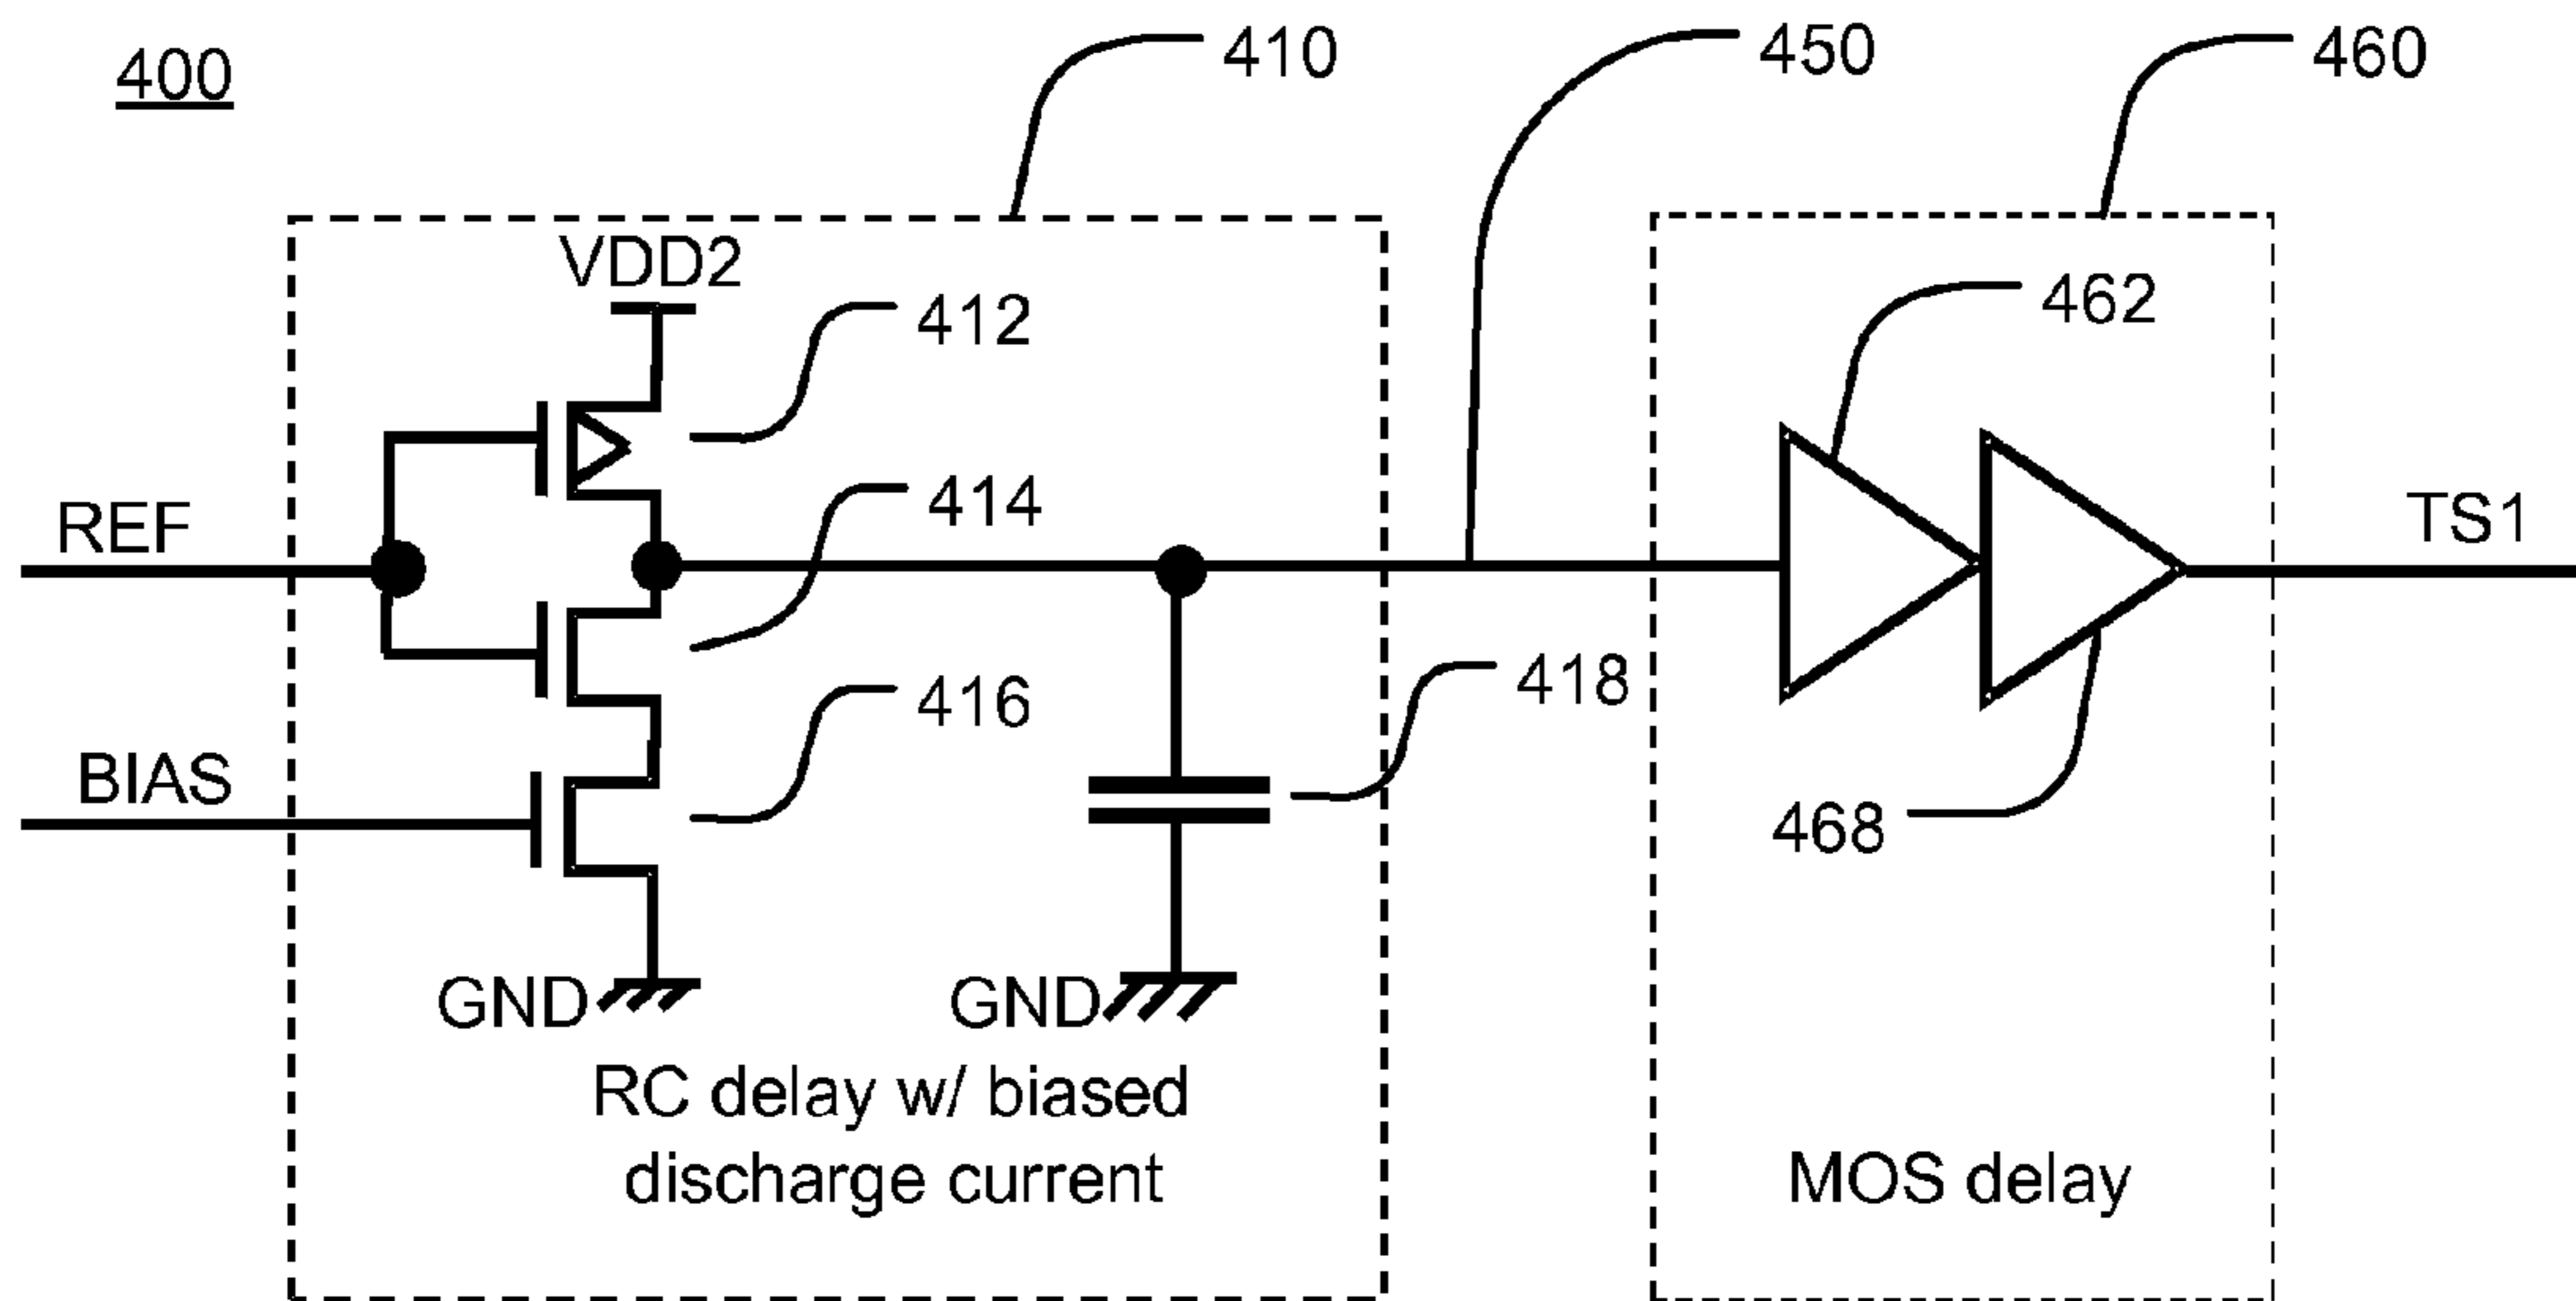 400
410
450
460
VDD2
412
462
414
REF
TS1
416
418
BIAS
468
GND
GND
RC delay w/ biased
discharge current
MOS delay